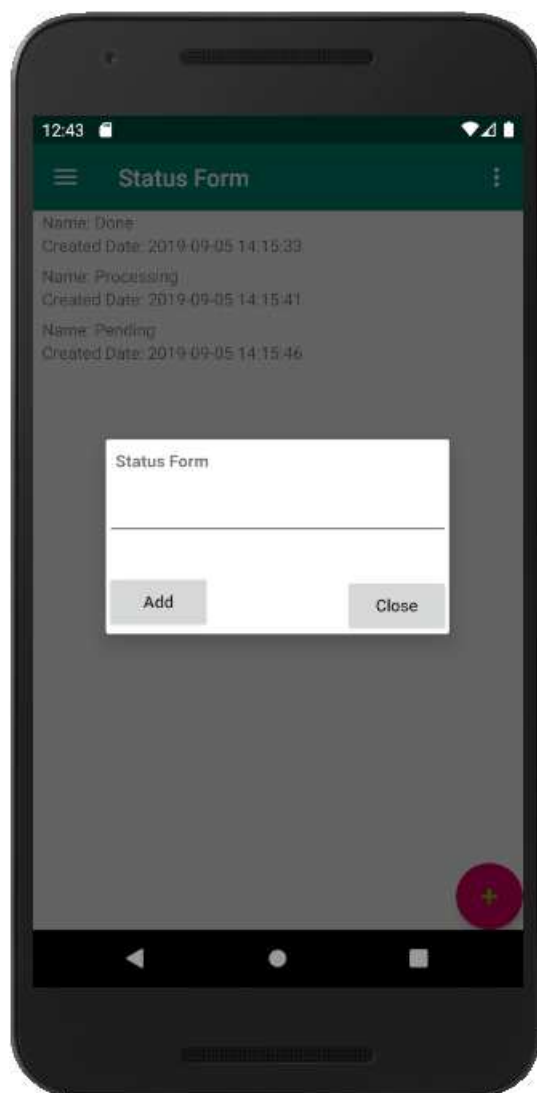 12:43
Status Form
Name: Done
Created Date: 2019-09-05 14:15:33
Name: Processing
Created Date: 2019-09-05 14:15:41
Name: Pending
Created Date: 2019-09-05 14:15:46
Status Form
Add
Close